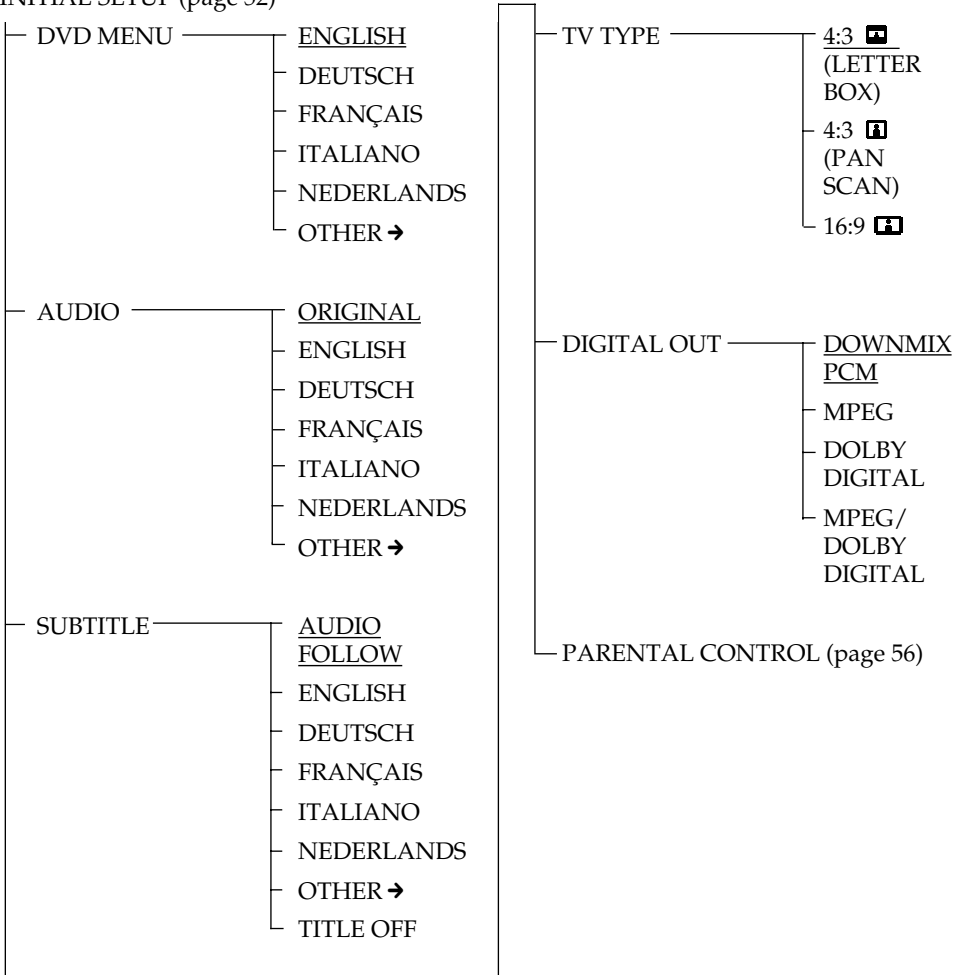 INITIAL SETUP (page 52)
DVD MENU
ENGLISH
DEUTSCH
FRANÇAIS
ITALIANO
NEDERLANDS
OTHER →
AUDIO
ORIGINAL
ENGLISH
DEUTSCH
FRANÇAIS
ITALIANO
NEDERLANDS
OTHER →
SUBTITLE
AUDIO
FOLLOW
ENGLISH
DEUTSCH
FRANÇAIS
ITALIANO
NEDERLANDS
OTHER →
TITLE OFF
TV TYPE
4:3
(LETTER
BOX)
4:3
(PAN
SCAN)
16:9
DIGITAL OUT
DOWNMIX
PCM
MPEG
DOLBY
DIGITAL
MPEG/
DOLBY
DIGITAL
PARENTAL CONTROL (page 56)